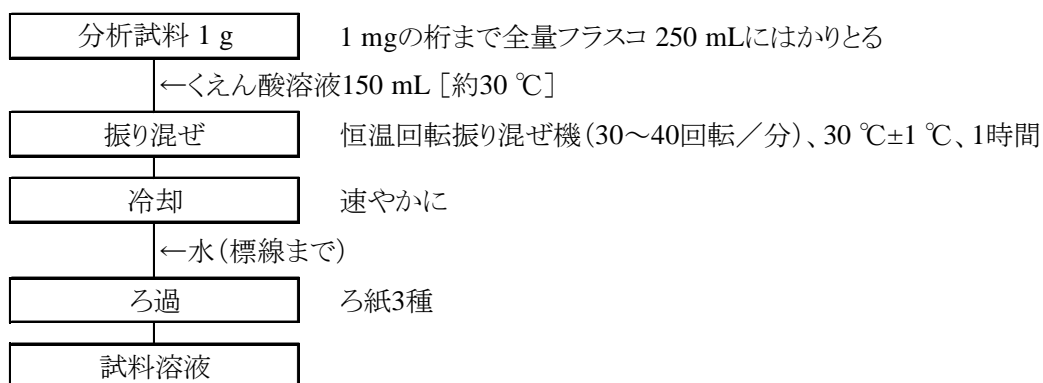 分析試料 1 g 1 mgの桁まで全量フラスコ 250 mLにはかりとる
←くえん酸溶液150 mL [約30 ℃]
振り混ぜ 恒温回転振り混ぜ機(30～40回転／分)、30 ℃±1 ℃、1時間
冷却 速やかに
←水(標線まで)
ろ過 ろ紙3種
試料溶液